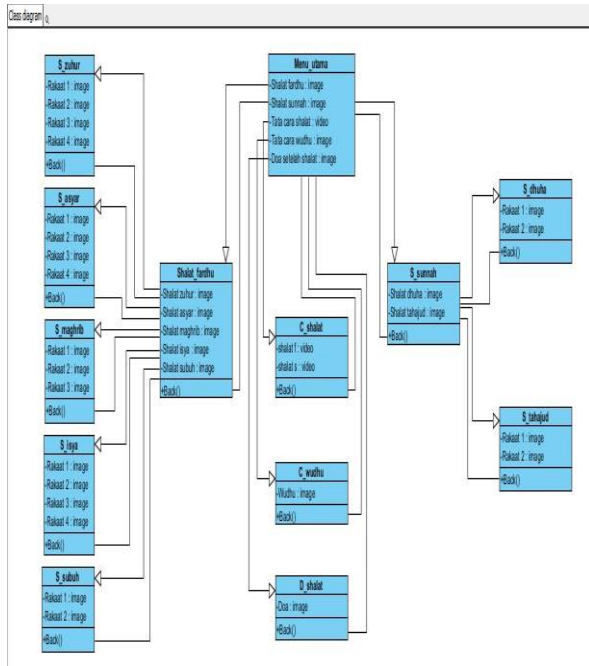 Class diagram
S_zuhur
-Rakaat 1 : image
-Rakaat 2 : image
-Rakaat 3 : image
-Rakaat 4 : image
+Back()
S_asyar
-Rakaat 1 : image
-Rakaat 2 : image
-Rakaat 3 : image
-Rakaat 4 : image
+Back()
S_maghrib
-Rakaat 1 : image
-Rakaat 2 : image
-Rakaat 3 : image
+Back()
S_isya
-Rakaat 1 : image
-Rakaat 2 : image
-Rakaat 3 : image
-Rakaat 4 : image
+Back()
S_subuh
-Rakaat 1 : image
-Rakaat 2 : image
+Back()
Shalat_fardhu
-Shalat zuhur : image
-Shalat asyar : image
-Shalat maghrib : image
-Shalat isya : image
-Shalat subuh : image
+Back()
Menu_utama
-Shalat fardhu : image
-Shalat sunnah : image
-Tata cara shalat : video
-Tata cara wudhu : image
-Doa setelah shalat : image
C_shalat
-shalat f : video
-shalat s : video
+Back()
C_wudhu
-Wudhu : image
+Back()
D_shalat
-Doa : image
+Back()
S_sunnah
-Shalat dhuha : image
-Shalat tahajud : image
+Back()
S_dhuha
-Rakaat 1 : image
-Rakaat 2 : image
+Back()
S_tahajud
-Rakaat 1 : image
-Rakaat 2 : image
+Back()